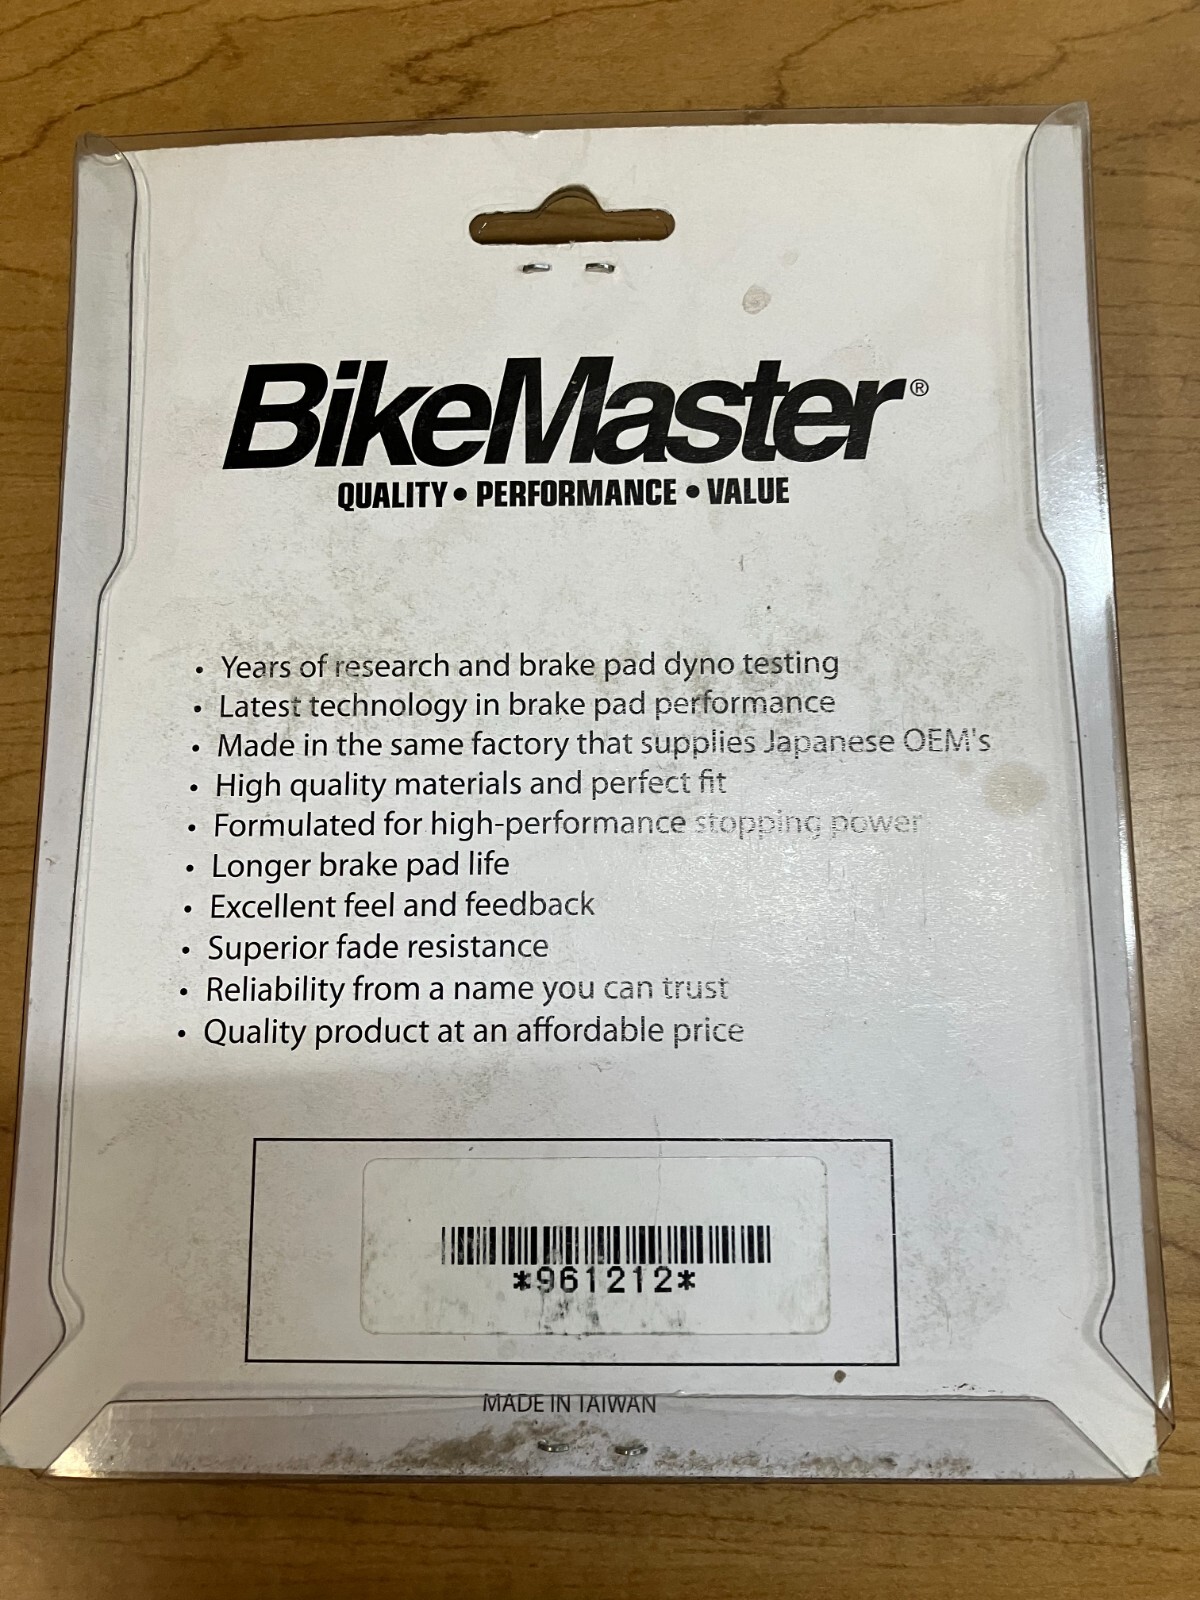 BikeMaster®
QUALITY • PERFORMANCE • VALUE
• Years of research and brake pad dyno testing
• Latest technology in brake pad performance
• Made in the same factory that supplies Japanese OEM's
• High quality materials and perfect fit
• Formulated for high-performance stopping power
• Longer brake pad life
• Excellent feel and feedback
• Superior fade resistance
• Reliability from a name you can trust
• Quality product at an affordable price
*961212*
MADE IN TAIWAN